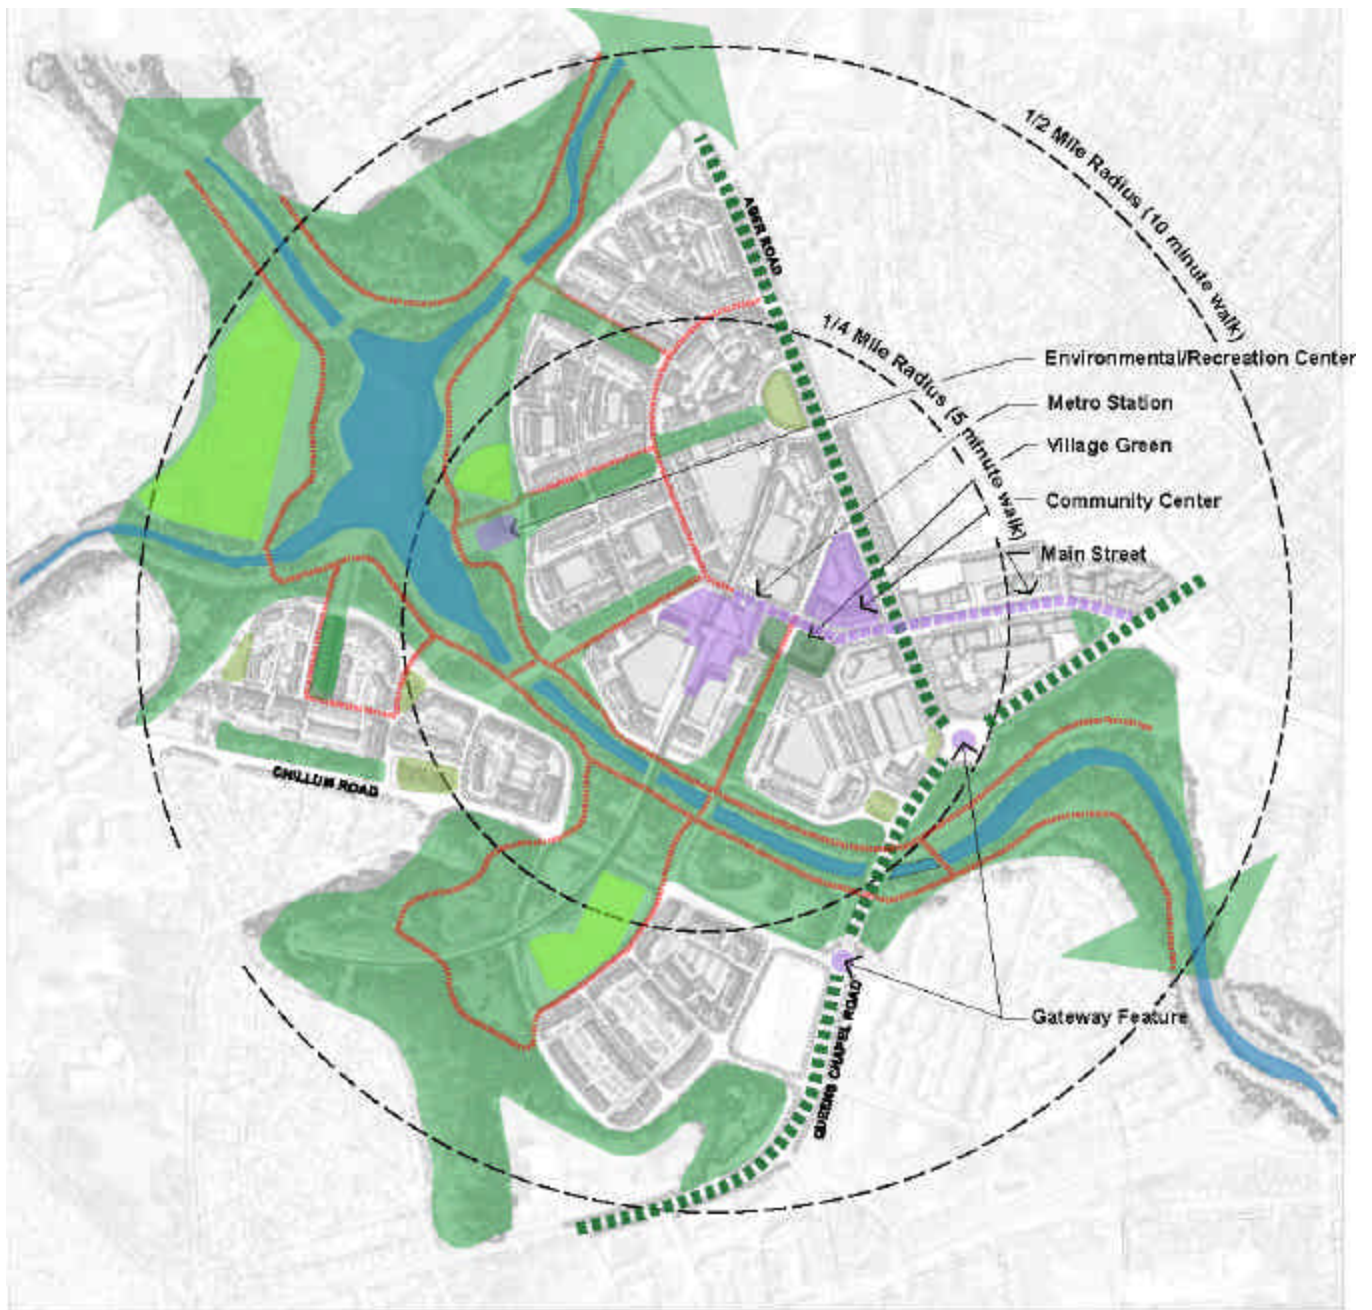 1/2 Mile Radius (10 minute walk)
AGER ROAD
1/4 Mile Radius (5 minute walk)
Environmental/Recreation Center
Metro Station
Village Green
Community Center
Main Street
CHILLUM ROAD
Gateway Feature
QUEENS CHAPEL ROAD